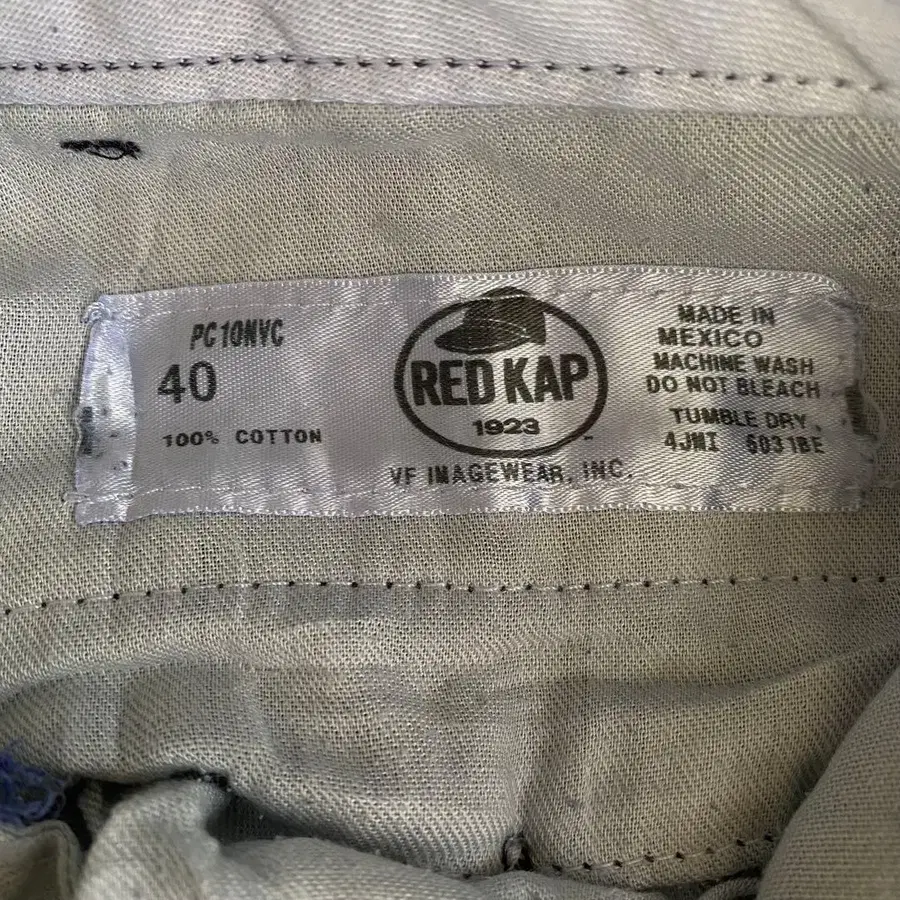 PC10NVC
40
100% COTTON
RED KAP
1923
VF IMAGEWEAR, INC.
MADE IN
MEXICO
MACHINE WASH
DO NOT BLEACH
TUMBLE DRY
4JMI 5031BE